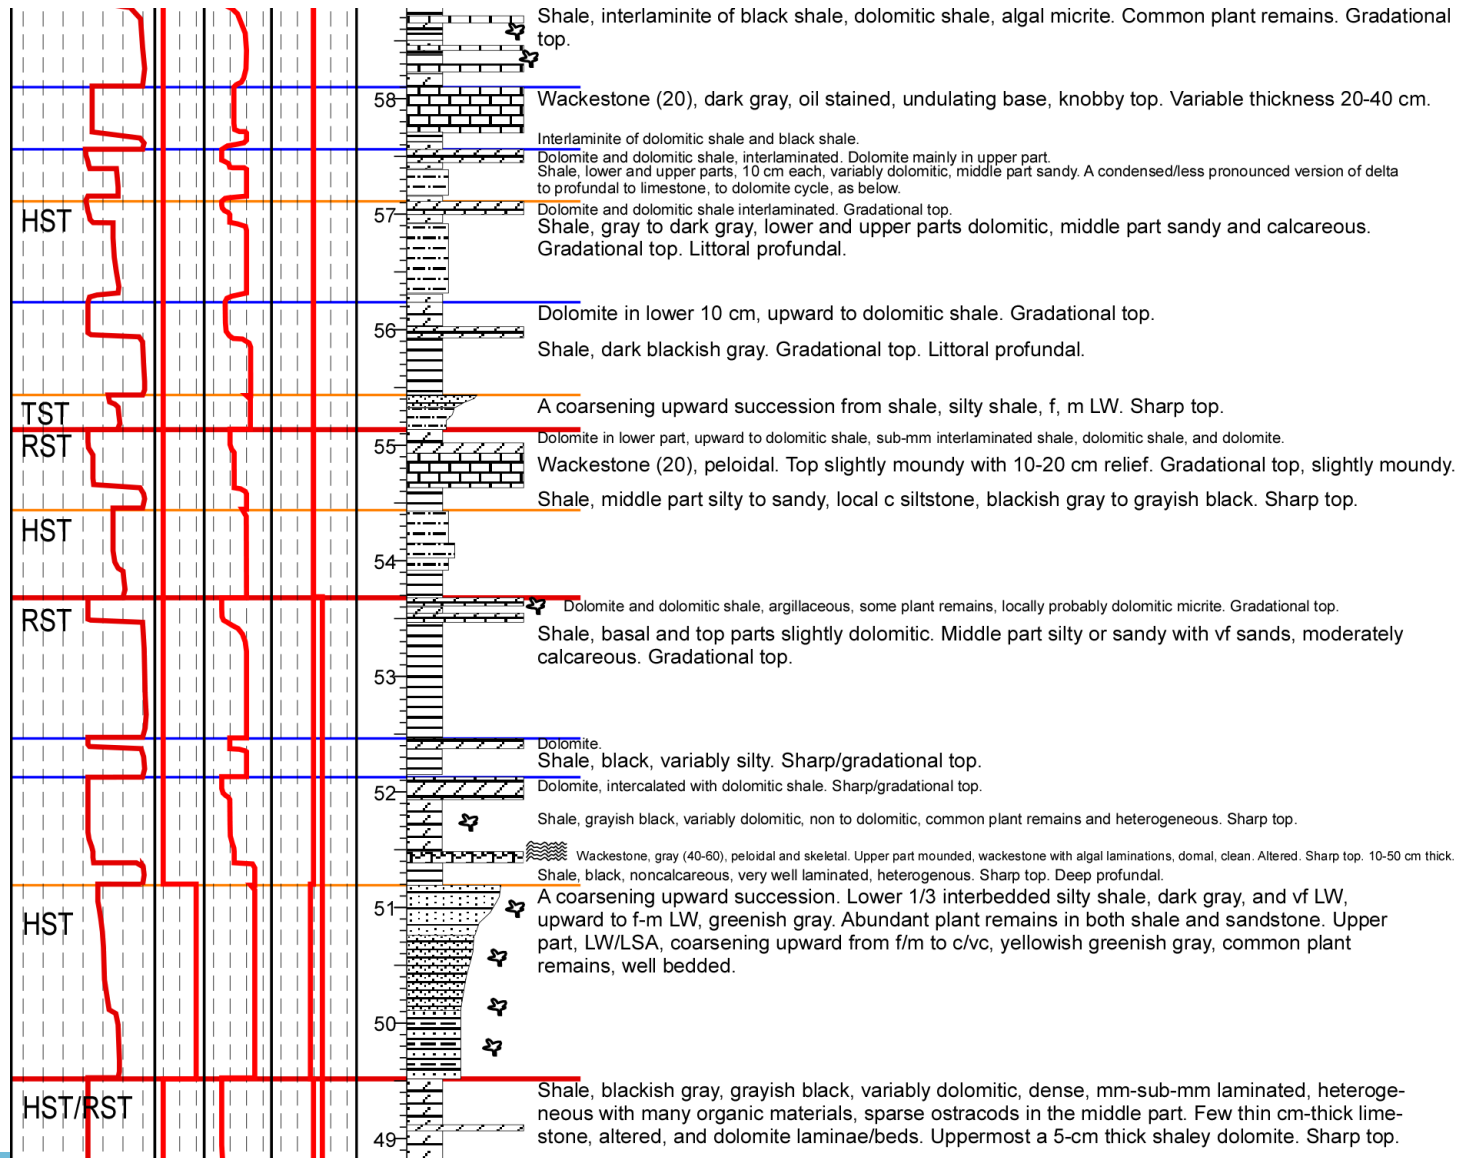 Shale, interlaminite of black shale, dolomitic shale, algal micrite. Common plant remains. Gradational
top.
58
Wackestone (20), dark gray, oil stained, undulating base, knobby top. Variable thickness 20-40 cm.
Interlaminite of dolomitic shale and black shale.
Dolomite and dolomitic shale, interlaminated. Dolomite mainly in upper part.
Shale, lower and upper parts, 10 cm each, variably dolomitic, middle part sandy. A condensed/less pronounced version of delta
to profundal to limestone, to dolomite cycle, as below.
57
Dolomite and dolomitic shale interlaminated. Gradational top.
HST
Shale, gray to dark gray, lower and upper parts dolomitic, middle part sandy and calcareous.
Gradational top. Littoral profundal.
Dolomite in lower 10 cm, upward to dolomitic shale. Gradational top.
56
Shale, dark blackish gray. Gradational top. Littoral profundal.
TST
A coarsening upward succession from shale, silty shale, f, m LW. Sharp top.
RST
55
Dolomite in lower part, upward to dolomitic shale, sub-mm interlaminated shale, dolomitic shale, and dolomite.
Wackestone (20), peloidal. Top slightly moundy with 10-20 cm relief. Gradational top, slightly moundy.
Shale, middle part silty to sandy, local c siltstone, blackish gray to grayish black. Sharp top.
HST
54
Dolomite and dolomitic shale, argillaceous, some plant remains, locally probably dolomitic micrite. Gradational top.
RST
Shale, basal and top parts slightly dolomitic. Middle part silty or sandy with vf sands, moderately
calcareous. Gradational top.
53
Dolomite.
Shale, black, variably silty. Sharp/gradational top.
52
Dolomite, intercalated with dolomitic shale. Sharp/gradational top.
Shale, grayish black, variably dolomitic, non to dolomitic, common plant remains and heterogeneous. Sharp top.
Wackestone, gray (40-60), peloidal and skeletal. Upper part mounded, wackestone with algal laminations, domal, clean. Altered. Sharp top. 10-50 cm thick.
Shale, black, noncalcareous, very well laminated, heterogenous. Sharp top. Deep profundal.
51
HST
A coarsening upward succession. Lower 1/3 interbedded silty shale, dark gray, and vf LW,
upward to f-m LW, greenish gray. Abundant plant remains in both shale and sandstone. Upper
part, LW/LSA, coarsening upward from f/m to c/vc, yellowish greenish gray, common plant
remains, well bedded.
50
HST/RST
Shale, blackish gray, grayish black, variably dolomitic, dense, mm-sub-mm laminated, heteroge-
neous with many organic materials, sparse ostracods in the middle part. Few thin cm-thick lime-
stone, altered, and dolomite laminae/beds. Uppermost a 5-cm thick shaley dolomite. Sharp top.
49